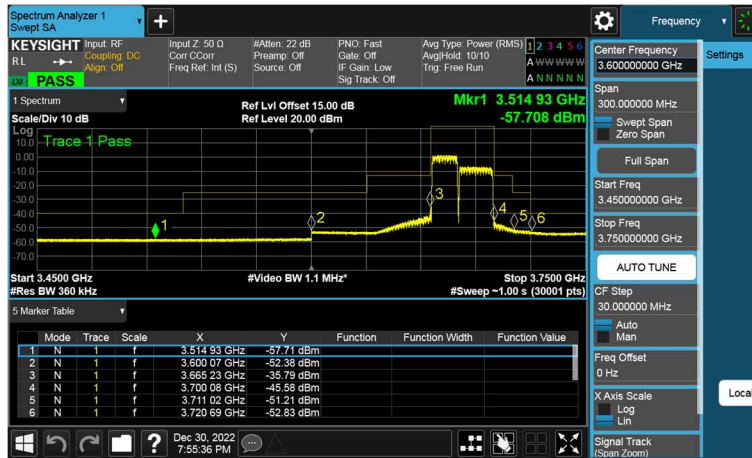 Spectrum Analyzer 1
Swept SA
Frequency
KEYSIGHT
RL
LXI PASS
Input: RF
Coupling: DC
Align: Off
Input Z: 50 Ω
Corr CCorr
Freq Ref: Int (S)
#Atten: 22 dB
Preamp: Off
Source: Off
PNO: Fast
Gate: Off
IF Gain: Low
Sig Track: Off
Avg Type: Power (RMS)
Avg|Hold: 10/10
Trig: Free Run
1 2 3 4 5 6
A W W W W W
A N N N N N
1 Spectrum
Scale/Div 10 dB
Ref Lvl Offset 15.00 dB
Ref Level 20.00 dBm
Mkr1 3.514 93 GHz
-57.708 dBm
Log
Trace 1 Pass
10.0
0.00
-10.0
-20.0
-30.0
-40.0
-50.0
-60.0
-70.0
1
2
3
4
5
6
Start 3.4500 GHz
#Res BW 360 kHz
#Video BW 1.1 MHz*
Stop 3.7500 GHz
#Sweep ~1.00 s (30001 pts)
5 Marker Table
Mode Trace Scale X Y Function Function Width Function Value
1 N 1 f 3.514 93 GHz -57.71 dBm
2 N 1 f 3.600 07 GHz -52.38 dBm
3 N 1 f 3.665 23 GHz -35.79 dBm
4 N 1 f 3.700 08 GHz -45.58 dBm
5 N 1 f 3.711 02 GHz -51.21 dBm
6 N 1 f 3.720 69 GHz -52.83 dBm
Dec 30, 2022
7:55:36 PM
Center Frequency
3.600000000 GHz
Settings
Span
300.000000 MHz
Swept Span
Zero Span
Full Span
Start Freq
3.450000000 GHz
Stop Freq
3.750000000 GHz
AUTO TUNE
CF Step
30.000000 MHz
Auto
Man
Freq Offset
0 Hz
X Axis Scale
Log
Lin
Local
Signal Track
(Span Zoom)